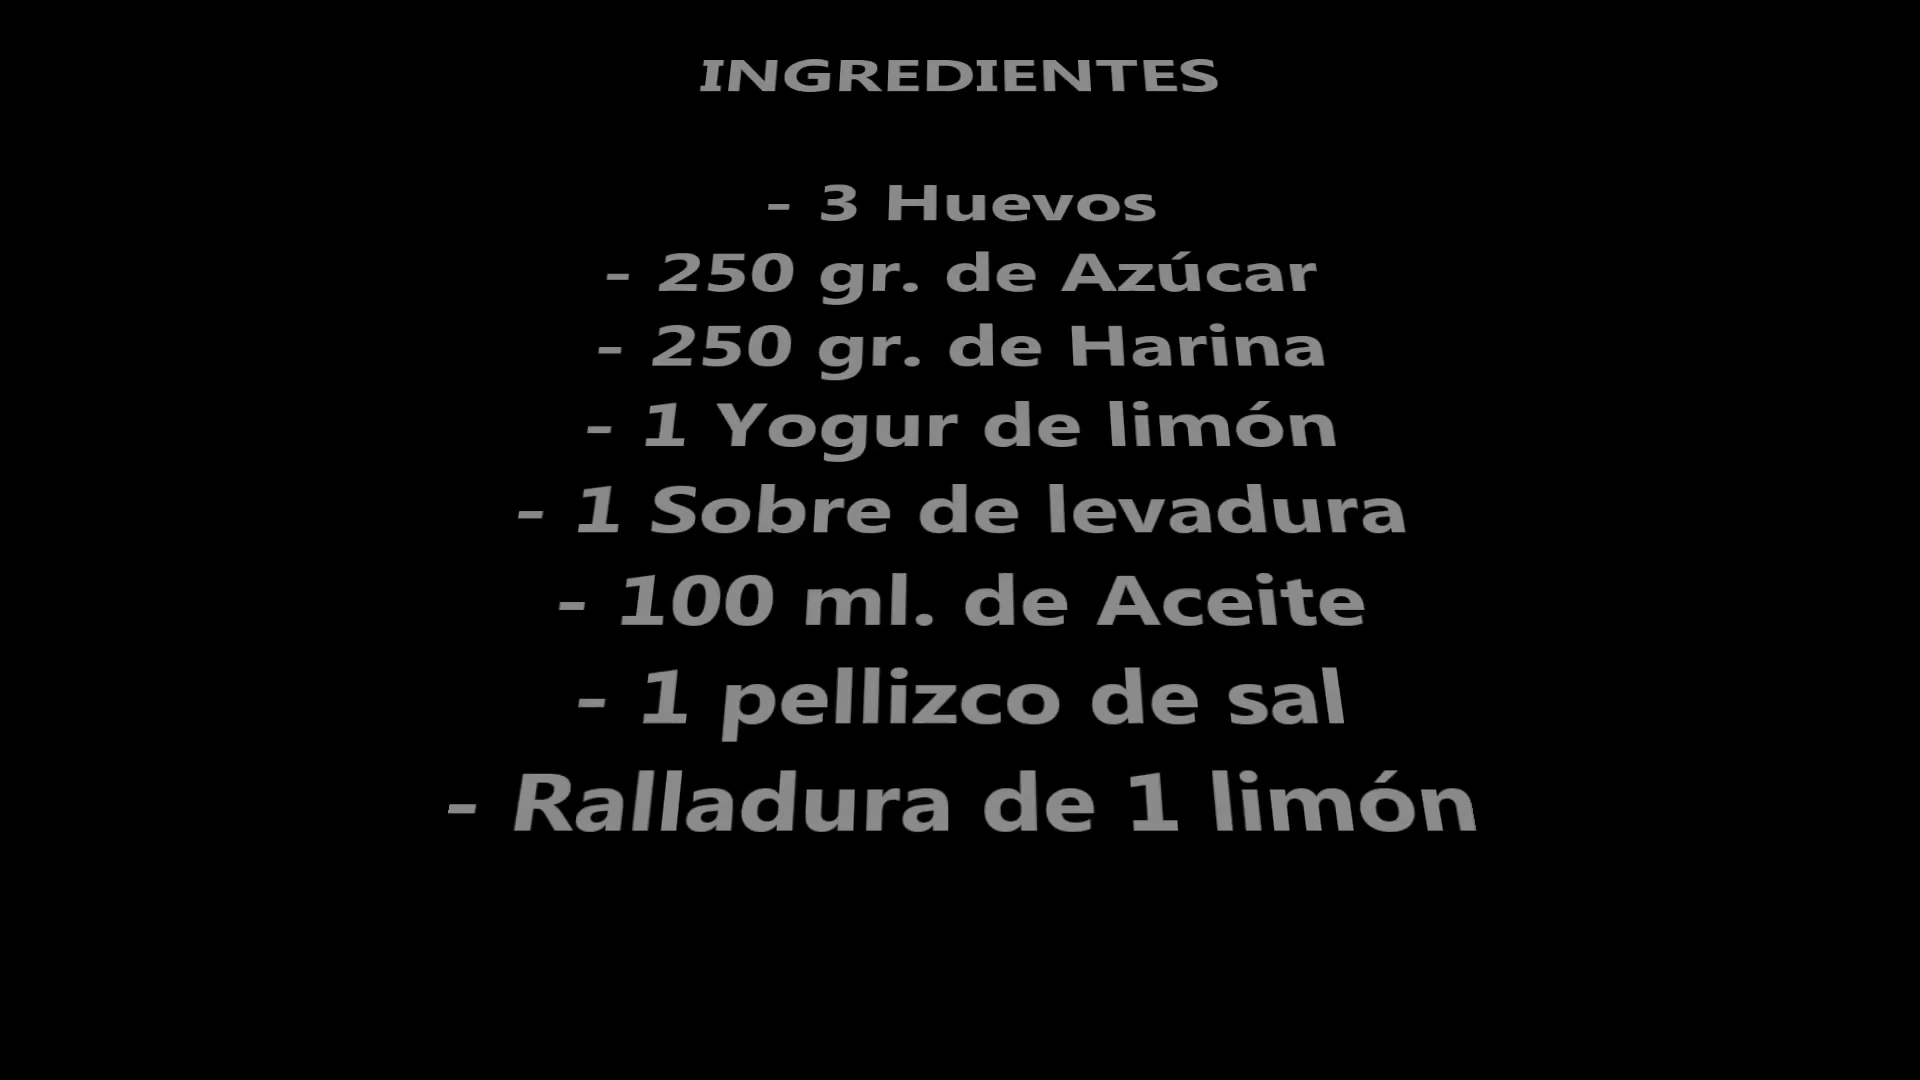 INGREDIENTES
- 3 Huevos
- 250 gr. de Azúcar
- 250 gr. de Harina
- 1 Yogur de limón
- 1 Sobre de levadura
- 100 ml. de Aceite
- 1 pellizco de sal
- Ralladura de 1 limón